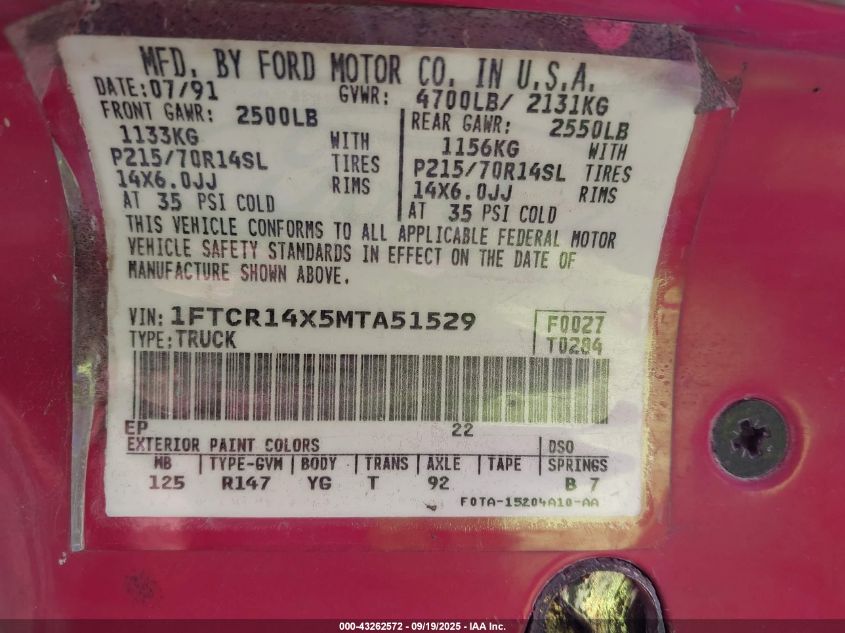 MFD. BY FORD MOTOR CO. IN U.S.A.
DATE: 07/91 GVWR: 4700LB/ 2131KG
FRONT GAWR: 2500LB
1133KG WITH
P215/70R14SL TIRES
14X6.0JJ RIMS
AT 35 PSI COLD
REAR GAWR: 2550LB
1156KG WITH
P215/70R14SL TIRES
14X6.0JJ RIMS
AT 35 PSI COLD
THIS VEHICLE CONFORMS TO ALL APPLICABLE FEDERAL MOTOR
VEHICLE SAFETY STANDARDS IN EFFECT ON THE DATE OF
MANUFACTURE SHOWN ABOVE.
VIN: 1FTCR14X5MTA51529 F0027
TYPE: TRUCK T0204
EP 22
EXTERIOR PAINT COLORS DSO
WB TYPE-GVM BODY TRANS AXLE TAPE SPRINGS
125 R147 YG T 92 B 7
F0TA-15204A10-AA
000-43262572 - 09/19/2025 - IAA Inc.